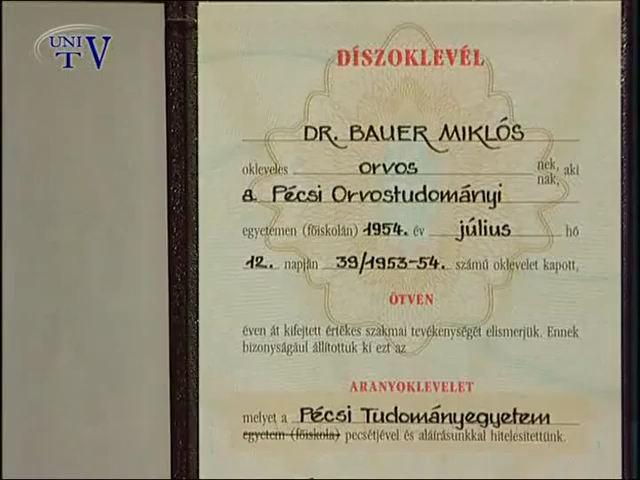 UNI
TV
DÍSZOKLEVÉL
DR. BAUER MIKLÓS
okleveles orvos nek, nák, aki
a Pécsi Orvostudományi
egyetemen (főiskolán) 1954. év július hó
12. napján 39/1953-54. számú oklevelet kapott,
ÖTVEN
éven át kifejtett értékes szakmai tevékenységét elismerjük. Ennek
bizonyságául állítottuk ki ezt az
ARANYOKLEVELET
melyet a Pécsi Tudományegyetem
egyetem (főiskola) pecsétjével és aláírásunkkal hitelesítettünk.